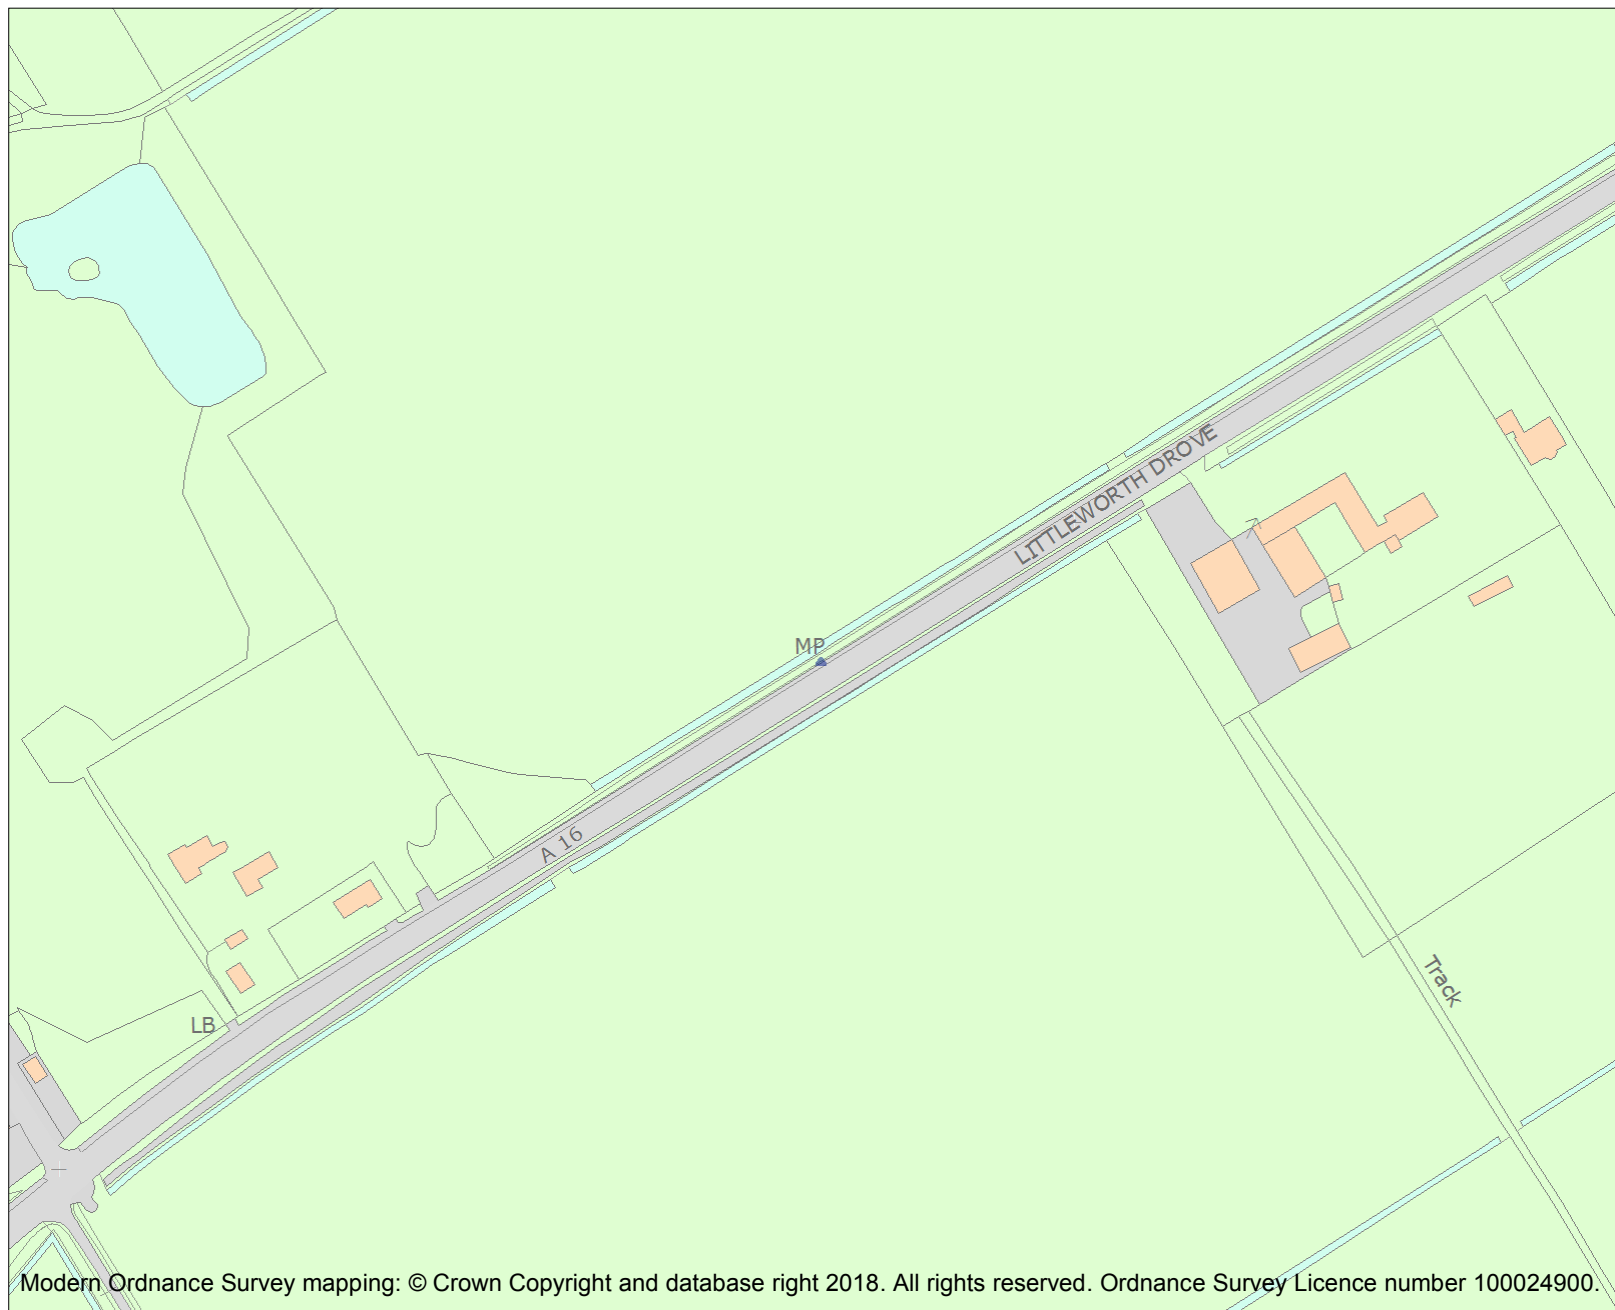 LITTLEWORTH DROVE
MP
A 16
Track
LB
Modern Ordnance Survey mapping: © Crown Copyright and database right 2018. All rights reserved. Ordnance Survey Licence number 100024900.